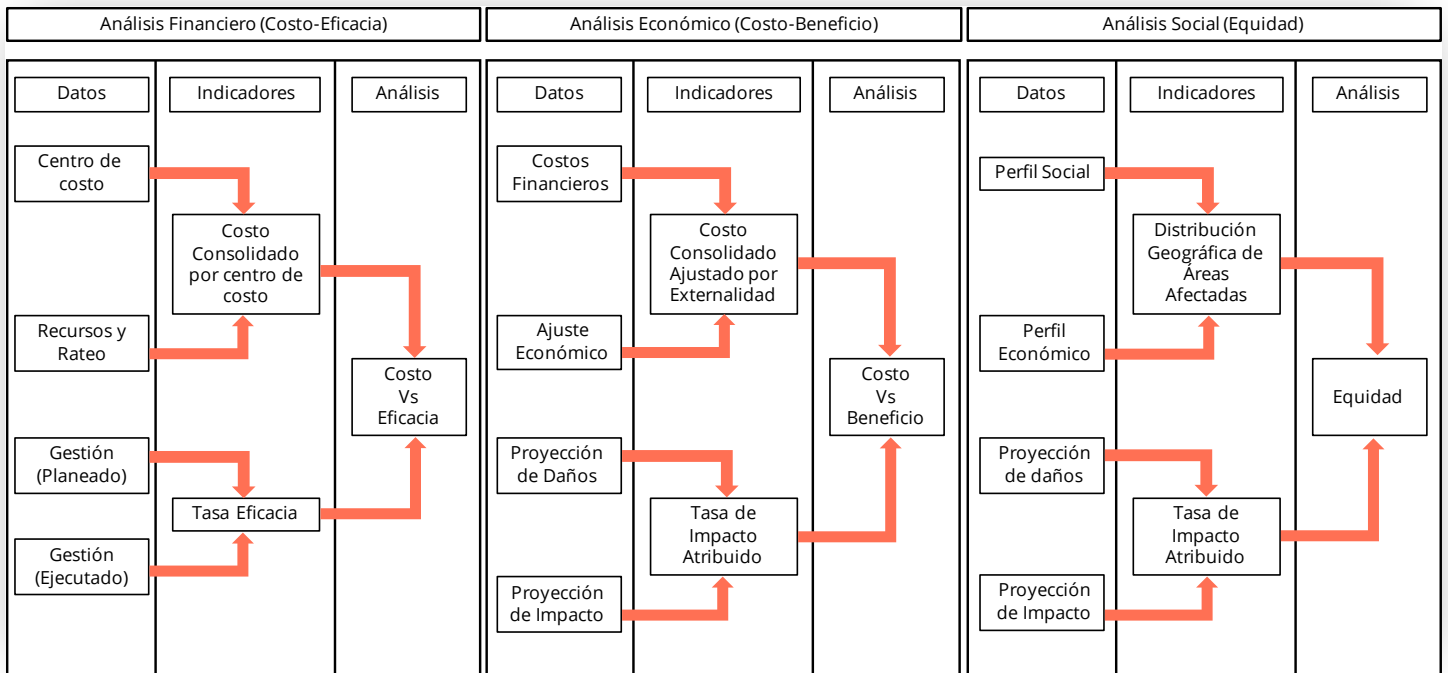 Análisis Financiero (Costo-Eficacia)
Datos
Indicadores
Análisis
Centro de
costo
Costo
Consolidado
por centro de
costo
Recursos y
Rateo
Costo
Vs
Eficacia
Gestión
(Planeado)
Tasa Eficacia
Gestión
(Ejecutado)
Análisis Económico (Costo-Beneficio)
Datos
Indicadores
Análisis
Costos
Financieros
Costo
Consolidado
Ajustado por
Externalidad
Ajuste
Económico
Costo
Vs
Beneficio
Proyección
de Daños
Tasa de
Impacto
Atribuido
Proyección
de Impacto
Análisis Social (Equidad)
Datos
Indicadores
Análisis
Perfil Social
Distribución
Geográfica de
Áreas
Afectadas
Perfil
Económico
Equidad
Proyección
de daños
Tasa de
Impacto
Atribuido
Proyección
de Impacto